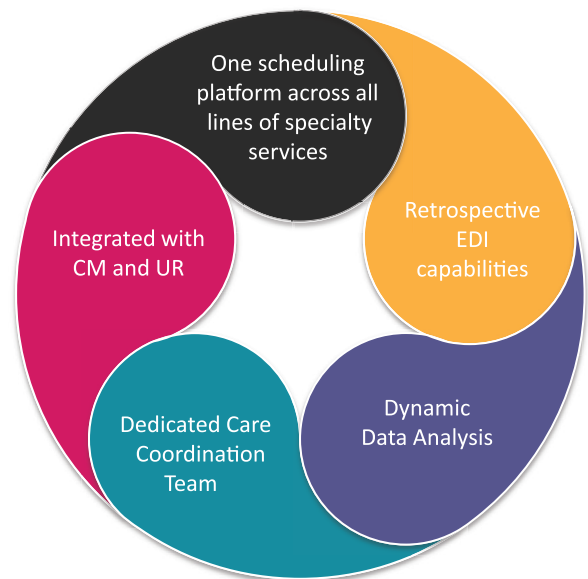 One scheduling
platform across all
lines of specialty
services
Retrospective
EDI
capabilities
Dynamic
Data Analysis
Dedicated Care
Coordination
Team
Integrated with
CM and UR